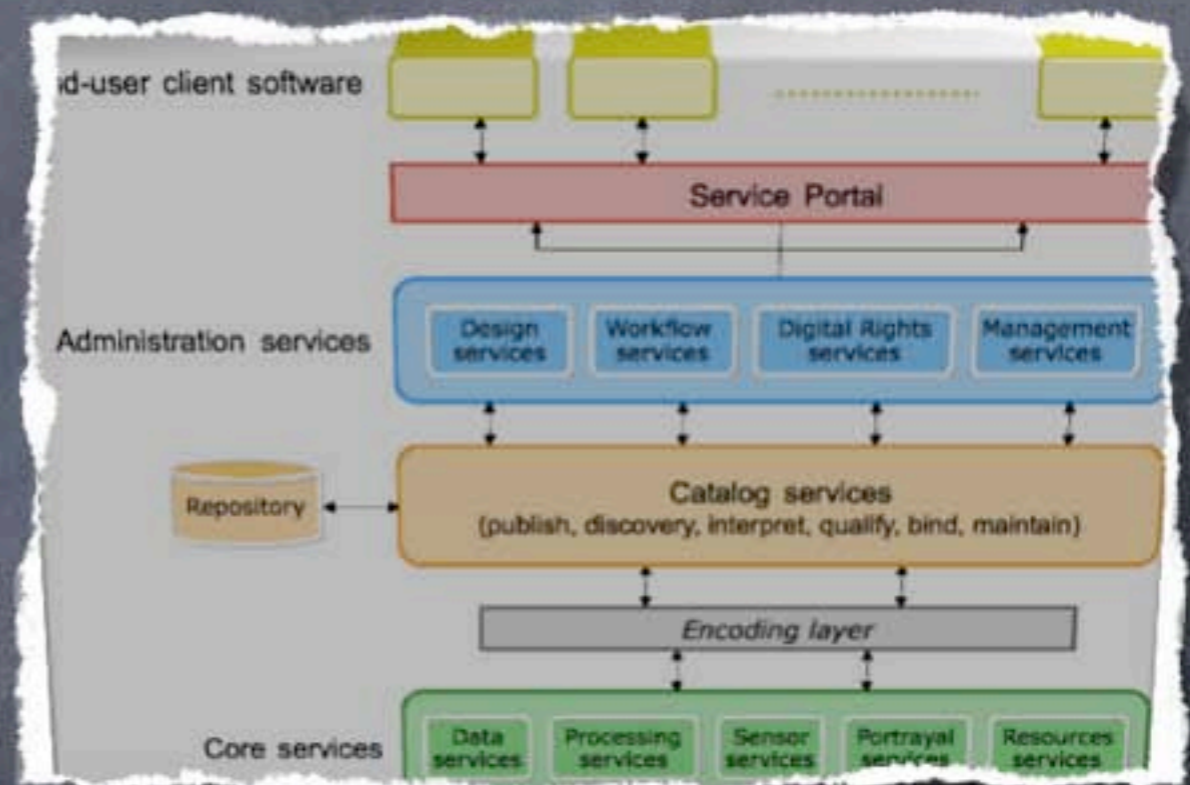 nd-user client software
Service Portal
Administration services
Design
services
Workflow
services
Digital Rights
services
Management
services
Repository
Catalog services
(publish, discovery, interpret, qualify, bind, maintain)
Encoding layer
Core services
Data
services
Processing
services
Sensor
services
Portrayal
services
Resources
services